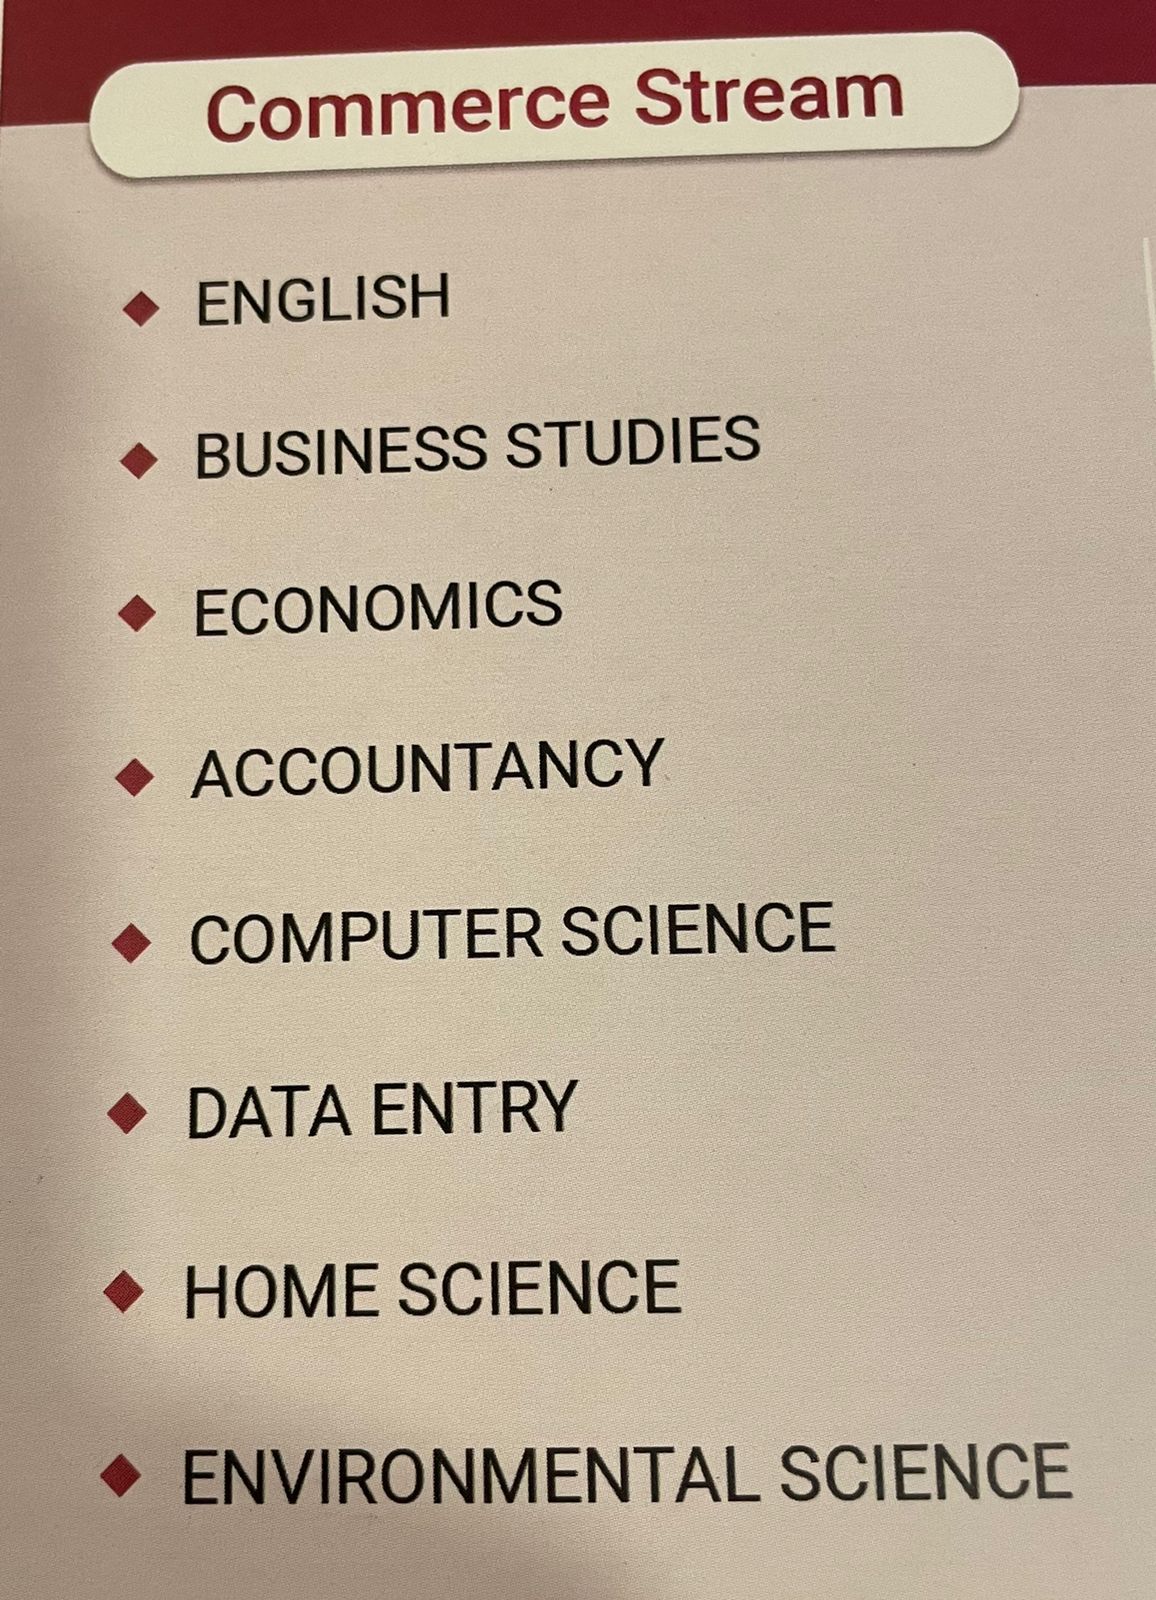 Commerce Stream
ENGLISH
BUSINESS STUDIES
ECONOMICS
ACCOUNTANCY
COMPUTER SCIENCE
DATA ENTRY
HOME SCIENCE
ENVIRONMENTAL SCIENCE